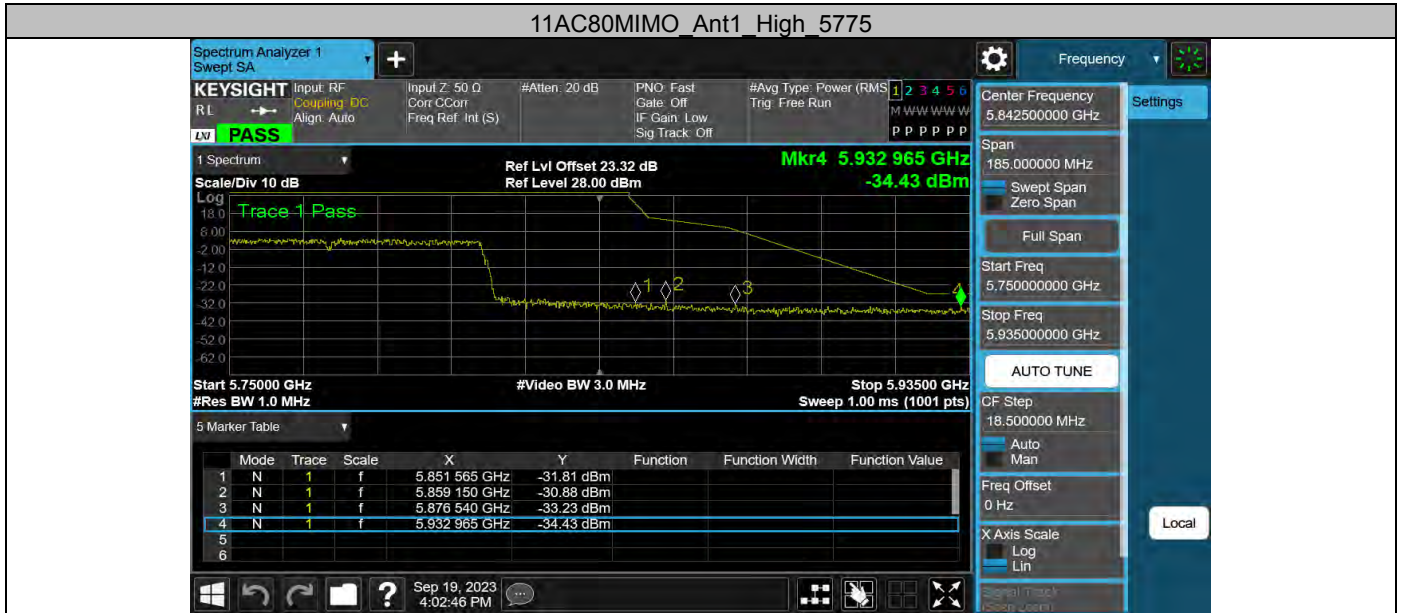 11AC80MIMO_Ant1_High_5775
Spectrum Analyzer 1
Swept SA
Frequency
KEYSIGHT
RL
LXI PASS
Input: RF
Coupling: DC
Align: Auto
Input Z: 50 Ω
Corr CCorr
Freq Ref: Int (S)
#Atten: 20 dB
PNO: Fast
Gate: Off
IF Gain: Low
Sig Track: Off
#Avg Type: Power (RMS
Trig: Free Run
1 2 3 4 5 6
M W W W W W
P P P P P P
1 Spectrum
Scale/Div 10 dB
Ref Lvl Offset 23.32 dB
Ref Level 28.00 dBm
Mkr4 5.932 965 GHz
-34.43 dBm
Log
Trace 1 Pass
18.0
8.00
-2.00
-12.0
-22.0
-32.0
-42.0
-52.0
-62.0
1
2
3
4
Start 5.75000 GHz
#Res BW 1.0 MHz
#Video BW 3.0 MHz
Stop 5.93500 GHz
Sweep 1.00 ms (1001 pts)
5 Marker Table
Mode Trace Scale X Y Function Function Width Function Value
1 N 1 f 5.851 565 GHz -31.81 dBm
2 N 1 f 5.859 150 GHz -30.88 dBm
3 N 1 f 5.876 540 GHz -33.23 dBm
4 N 1 f 5.932 965 GHz -34.43 dBm
5
6
Sep 19, 2023
4:02:46 PM
Center Frequency
5.842500000 GHz
Span
185.000000 MHz
Swept Span
Zero Span
Full Span
Start Freq
5.750000000 GHz
Stop Freq
5.935000000 GHz
AUTO TUNE
CF Step
18.500000 MHz
Auto
Man
Freq Offset
0 Hz
X Axis Scale
Log
Lin
Signal Track
(Span Zoom)
Settings
Local